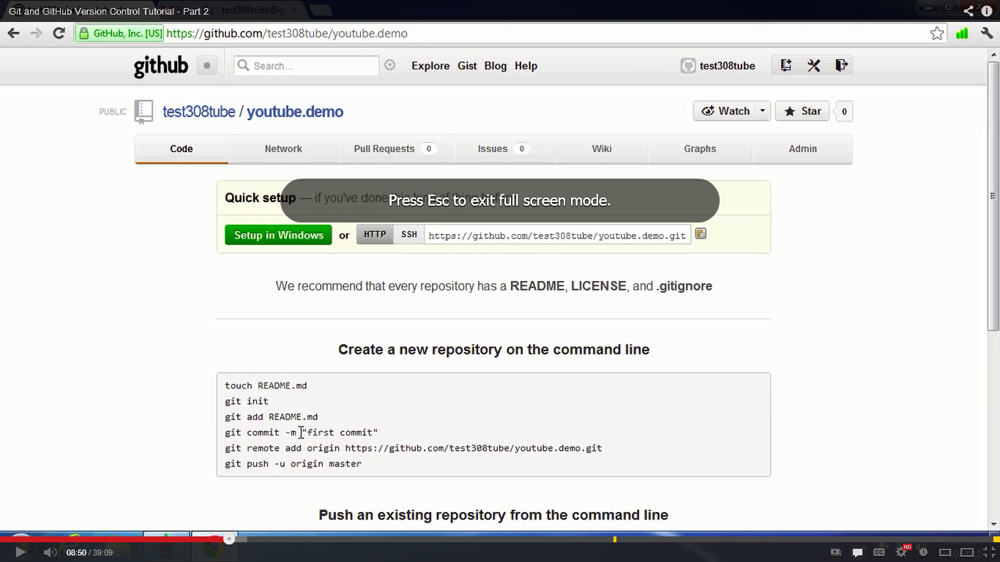 Git and GitHub Version Control Tutorial - Part 2
GitHub, Inc. [US] https://github.com/test308tube/youtube.demo
github Search... Explore Gist Blog Help test308tube
PUBLIC test308tube / youtube.demo Watch Star 0
Code Network Pull Requests 0 Issues 0 Wiki Graphs Admin
Quick setup — if you've done
Press Esc to exit full screen mode.
Setup in Windows or HTTP SSH https://github.com/test308tube/youtube.demo.git
We recommend that every repository has a README, LICENSE, and .gitignore
Create a new repository on the command line
touch README.md
git init
git add README.md
git commit -m "first commit"
git remote add origin https://github.com/test308tube/youtube.demo.git
git push -u origin master
Push an existing repository from the command line
08:50 / 39:09 CC HD